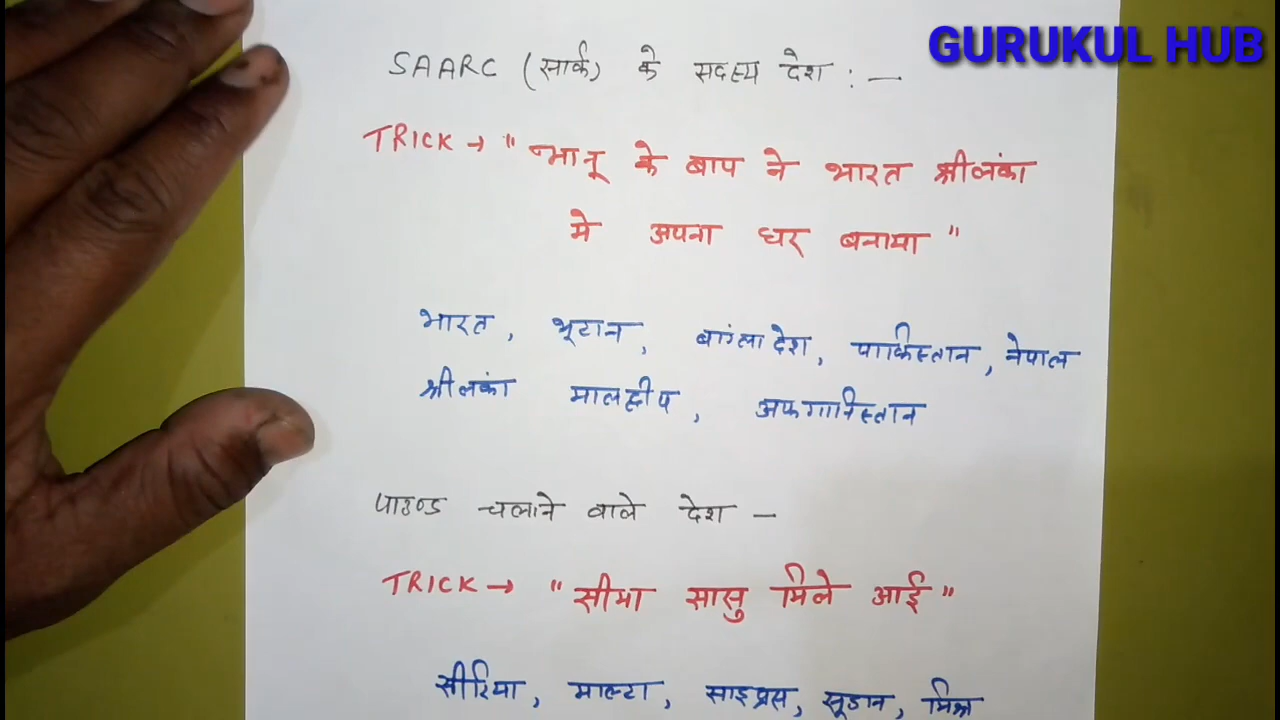 GURUKUL HUB
SAARC (सार्क) के सदस्य देश : —
TRICK → " भानू के बाप ने भारत श्रीलंका
मे अपना घर बनाया "
भारत , भूटान , बांग्लादेश, पाकिस्तान , नेपाल
श्रीलंका मालद्वीप , अफगानिस्तान
पाउण्ड चलाने वाले देश —
TRICK → " सीमा सासु मिले आई "
सीरिया , माल्टा , साइप्रस, सूडान , मिस्र